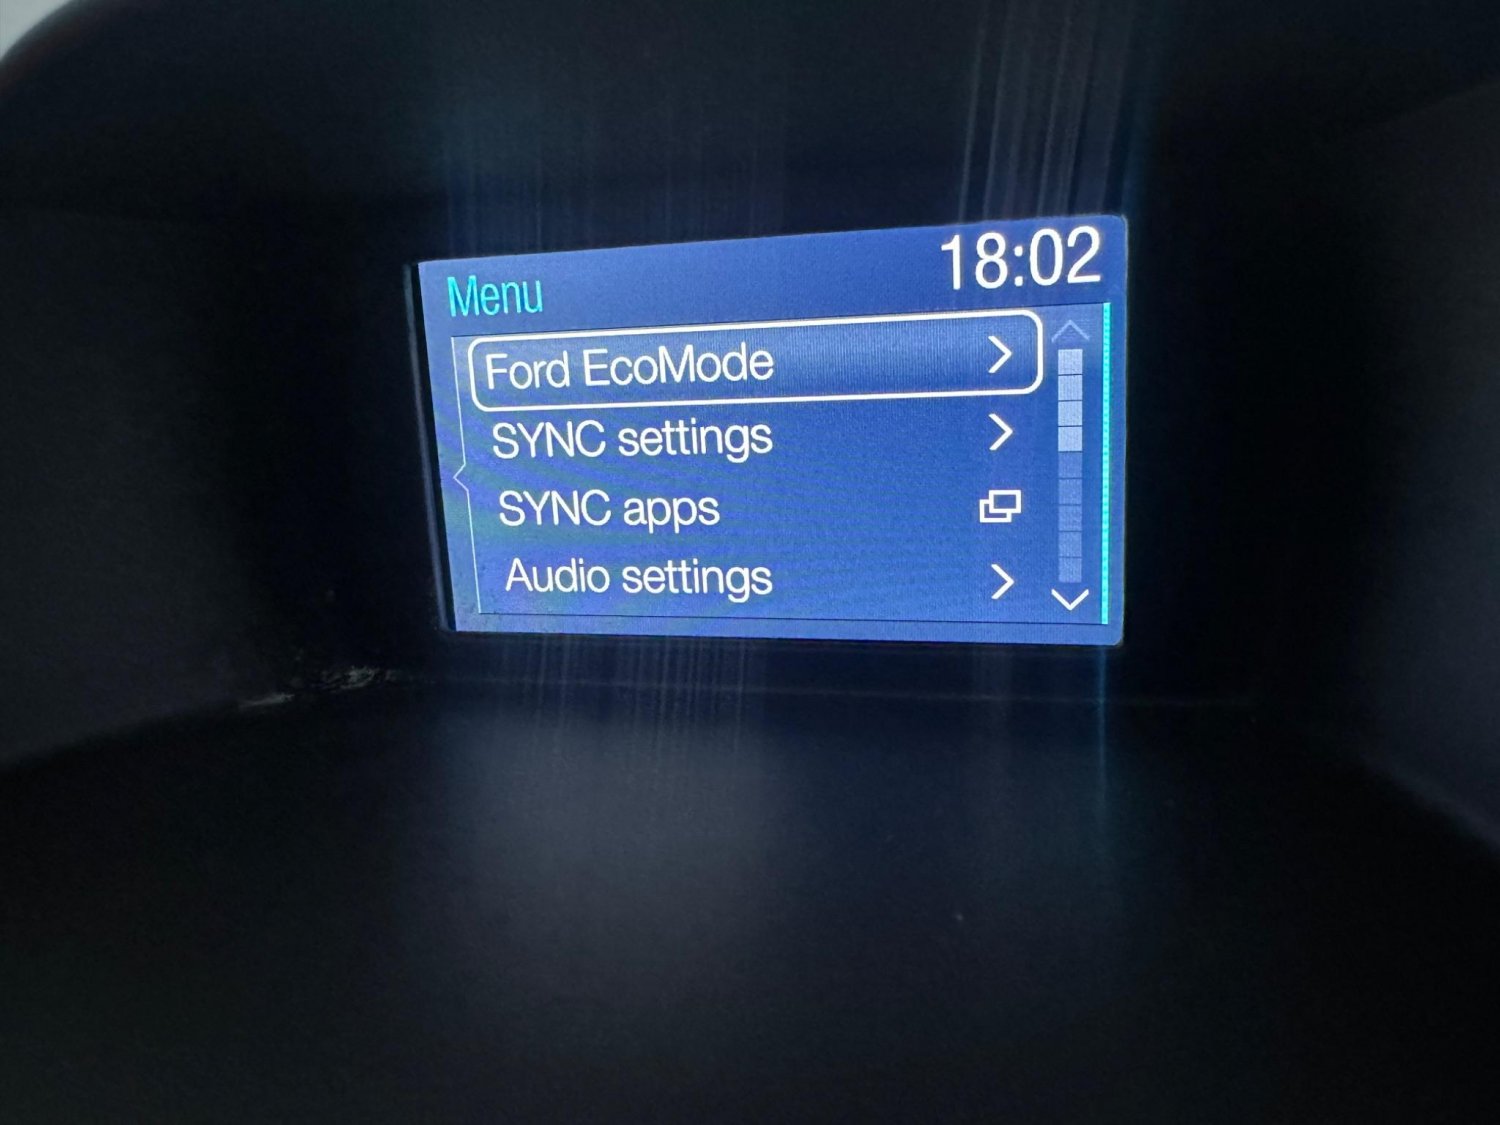 Menu
18:02
Ford EcoMode
SYNC settings
SYNC apps
Audio settings